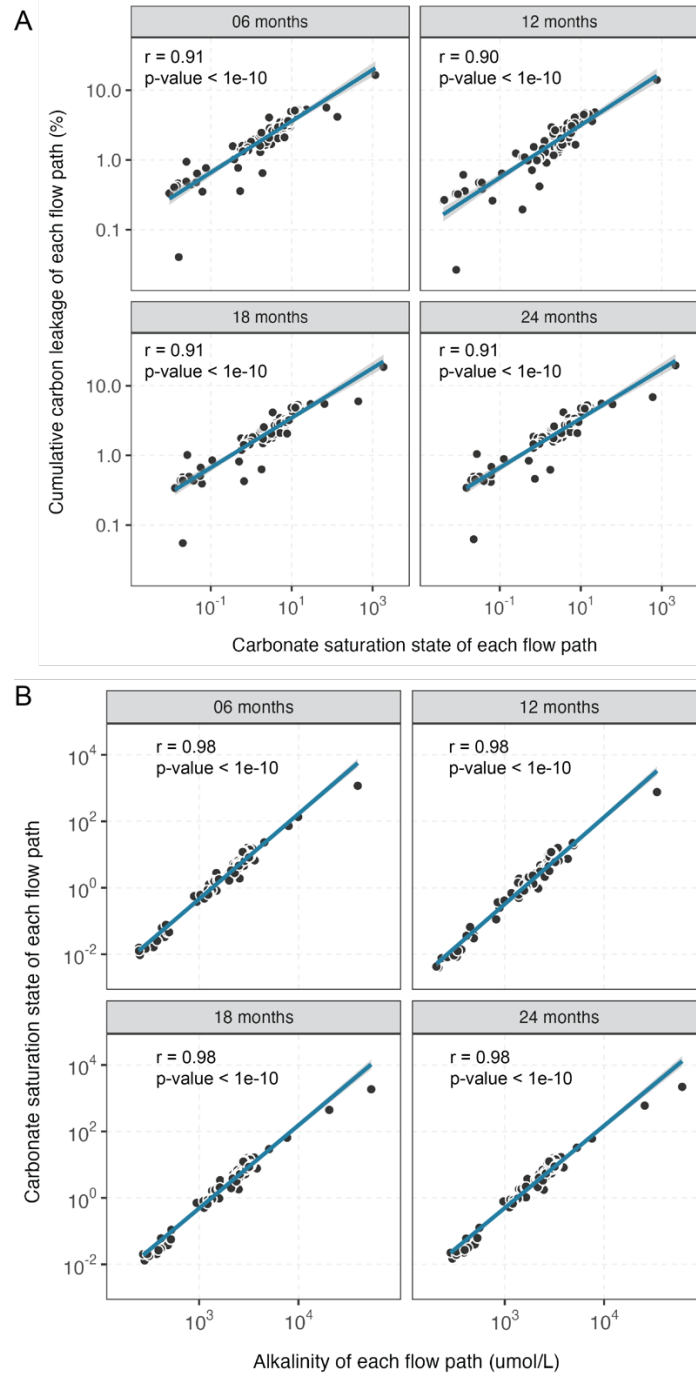 A
06 months
12 months
r = 0.91
p-value < 1e-10
r = 0.90
p-value < 1e-10
10.0
1.0
0.1
18 months
24 months
r = 0.91
p-value < 1e-10
r = 0.91
p-value < 1e-10
10.0
1.0
0.1
Cumulative carbon leakage of each flow path (%)
10⁻¹ 10¹ 10³ 10⁻¹ 10¹ 10³
Carbonate saturation state of each flow path
B
06 months
12 months
r = 0.98
p-value < 1e-10
r = 0.98
p-value < 1e-10
10⁴
10²
10⁰
10⁻²
18 months
24 months
r = 0.98
p-value < 1e-10
r = 0.98
p-value < 1e-10
10⁴
10²
10⁰
10⁻²
Carbonate saturation state of each flow path
10³ 10⁴ 10³ 10⁴
Alkalinity of each flow path (umol/L)